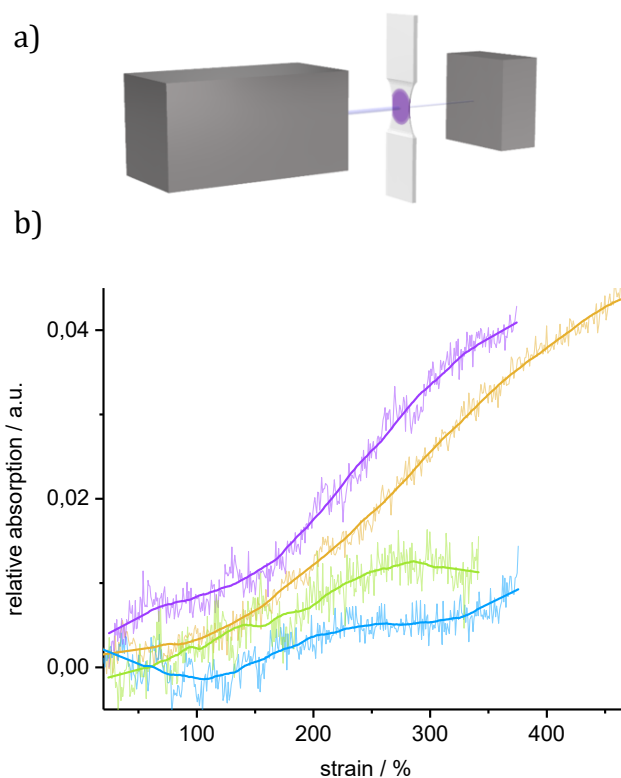 a)
b)
0,04
0,02
0,00
relative absorption / a.u.
100 200 300 400
strain / %